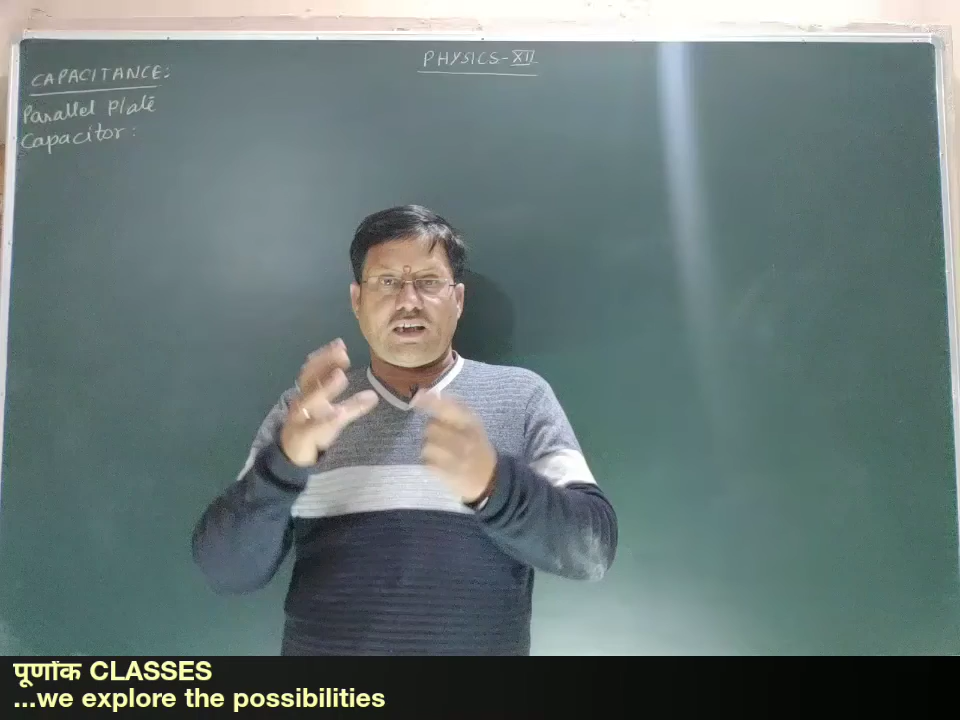 PHYSICS-XII
CAPACITANCE:
Parallel Plate
Capacitor:
पूर्णांक CLASSES
...we explore the possibilities